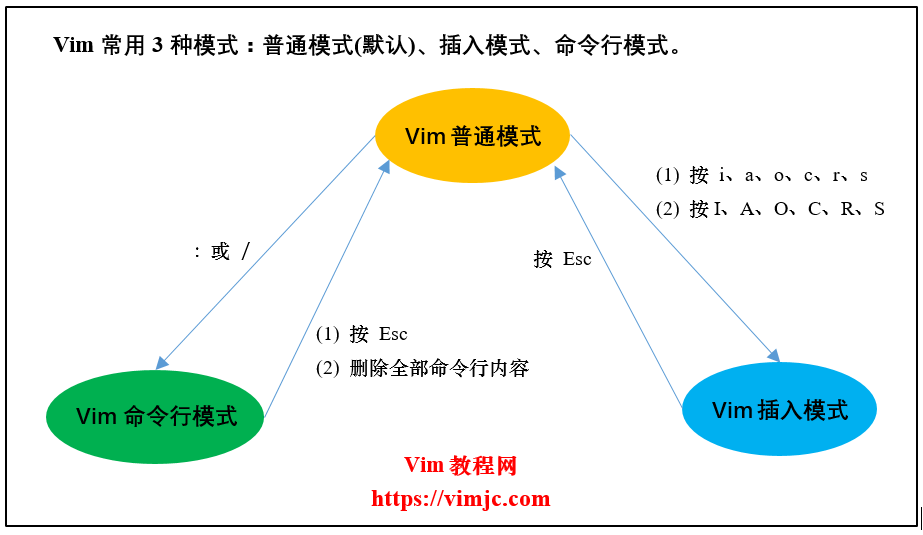 Vim 常用 3 种模式：普通模式(默认)、插入模式、命令行模式。
Vim 普通模式
(1) 按 i、a、o、c、r、s
(2) 按 I、A、O、C、R、S
: 或 /
按 Esc
(1) 按 Esc
(2) 删除全部命令行内容
Vim 命令行模式
Vim 插入模式
Vim 教程网
https://vimjc.com